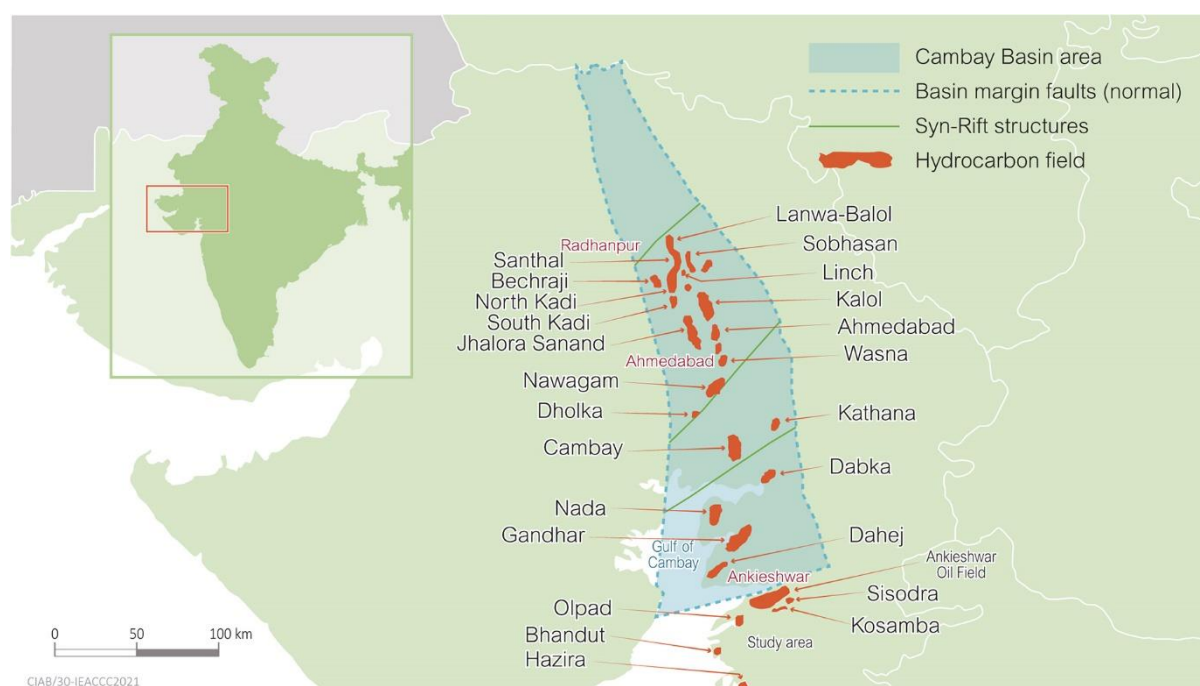 Cambay Basin area
Basin margin faults (normal)
Syn-Rift structures
Hydrocarbon field
Lanwa-Balol
Radhanpur
Sobhasan
Santhal
Linch
Bechraji
North Kadi
Kalol
South Kadi
Ahmedabad
Jhalora Sanand
Wasna
Ahmedabad
Nawagam
Dholka
Kathana
Cambay
Dabka
Nada
Gandhar
Dahej
Gulf of
Cambay
Ankieshwar
Ankieshwar
Oil Field
Sisodra
Olpad
Kosamba
Bhandut
Study area
Hazira
0 50 100 km
CIAB/30-IEACCC2021